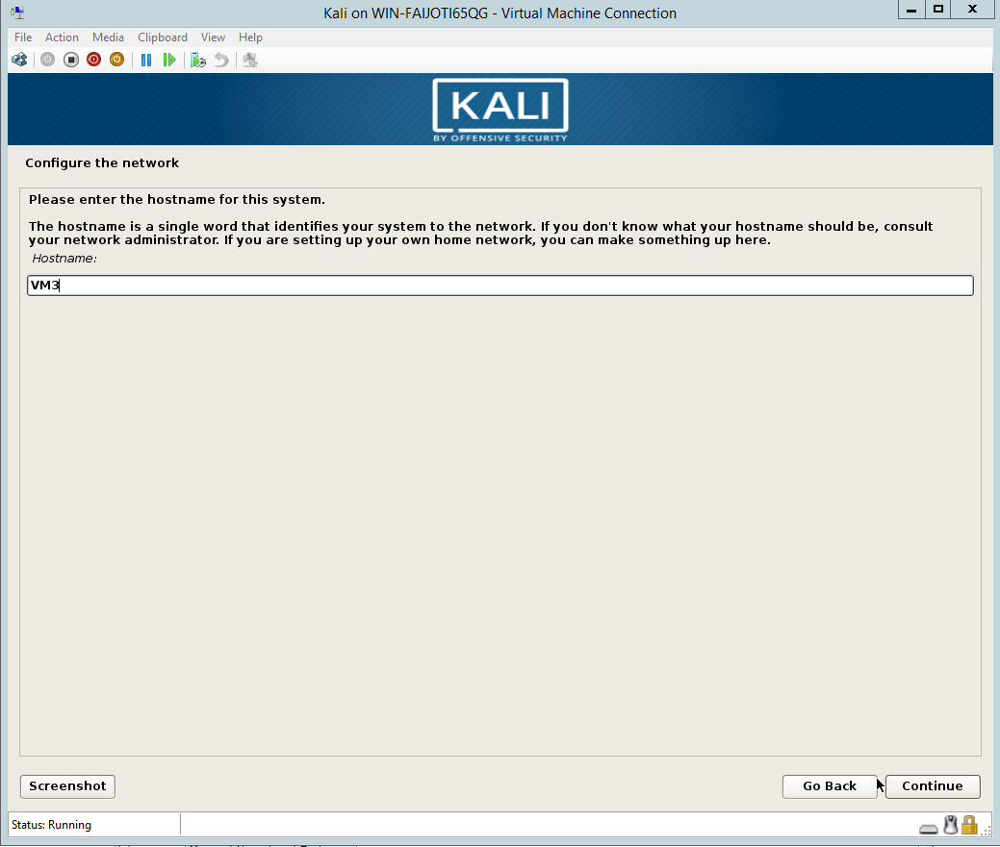 Kali on WIN-FAIJOTI65QG - Virtual Machine Connection
File Action Media Clipboard View Help
KALI
BY OFFENSIVE SECURITY
Configure the network
Please enter the hostname for this system.
The hostname is a single word that identifies your system to the network. If you don't know what your hostname should be, consult
your network administrator. If you are setting up your own home network, you can make something up here.
Hostname:
VM3
Screenshot Go Back Continue
Status: Running